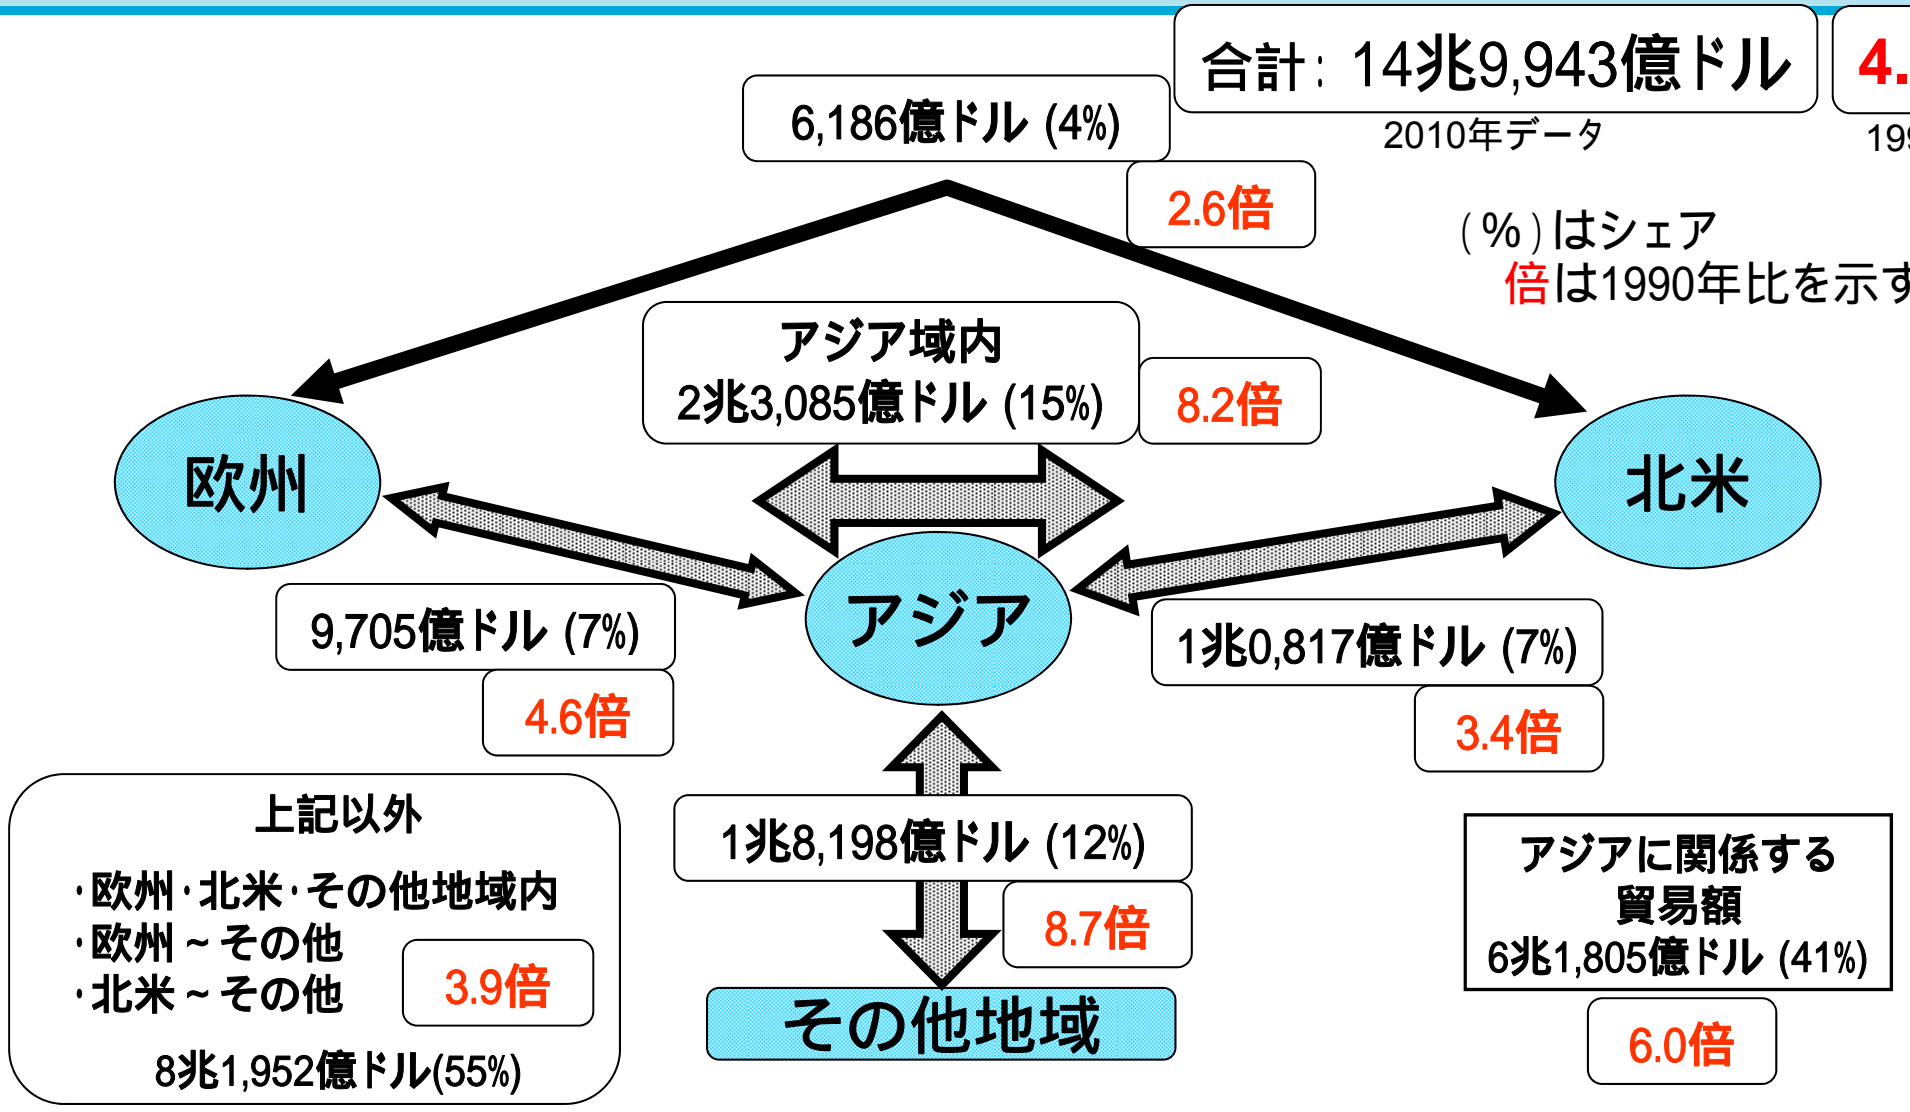 合計: 14兆9,943億ドル
4.
2010年データ
199
6,186億ドル (4%)
2.6倍
(%)はシェア
倍は1990年比を示す
アジア域内
2兆3,085億ドル (15%)
8.2倍
欧州
北米
アジア
9,705億ドル (7%)
4.6倍
1兆0,817億ドル (7%)
3.4倍
上記以外
・欧州・北米・その他地域内
・欧州~その他
・北米~その他
3.9倍
8兆1,952億ドル(55%)
1兆8,198億ドル (12%)
8.7倍
その他地域
アジアに関係する
貿易額
6兆1,805億ドル (41%)
6.0倍